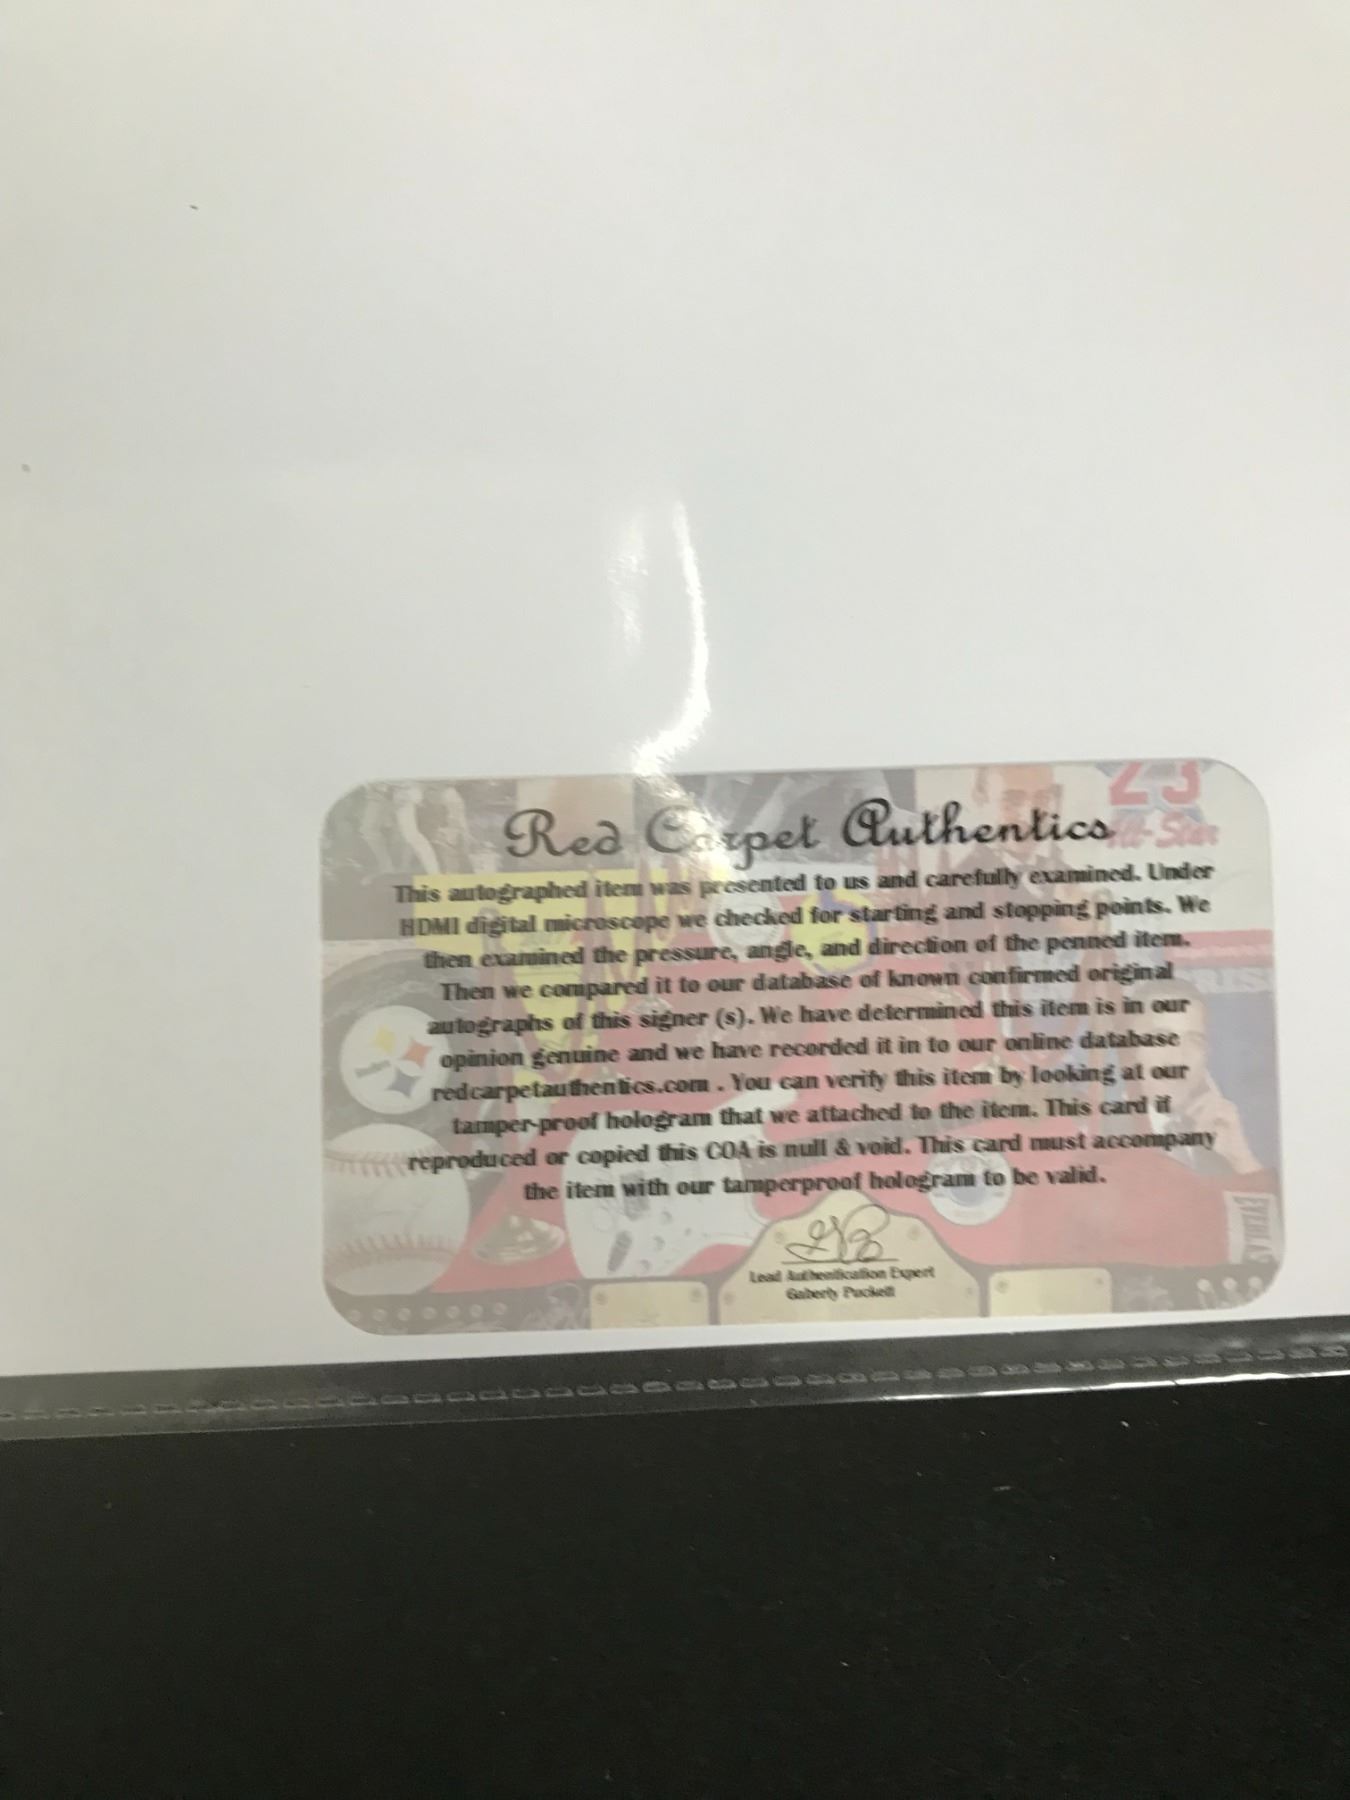 Red Carpet Authentics
23
All-Star
This autographed item was presented to us and carefully examined. Under
HDMI digital microscope we checked for starting and stopping points. We
then examined the pressure, angle, and direction of the penned item.
Then we compared it to our database of known confirmed original
autographs of this signer (s). We have determined this item is in our
opinion genuine and we have recorded it in to our online database
redcarpetauthentics.com . You can verify this item by looking at our
tamper-proof hologram that we attached to the item. This card if
reproduced or copied this COA is null & void. This card must accompany
the item with our tamperproof hologram to be valid.
Lead Authentication Expert
Gaberly Puckett